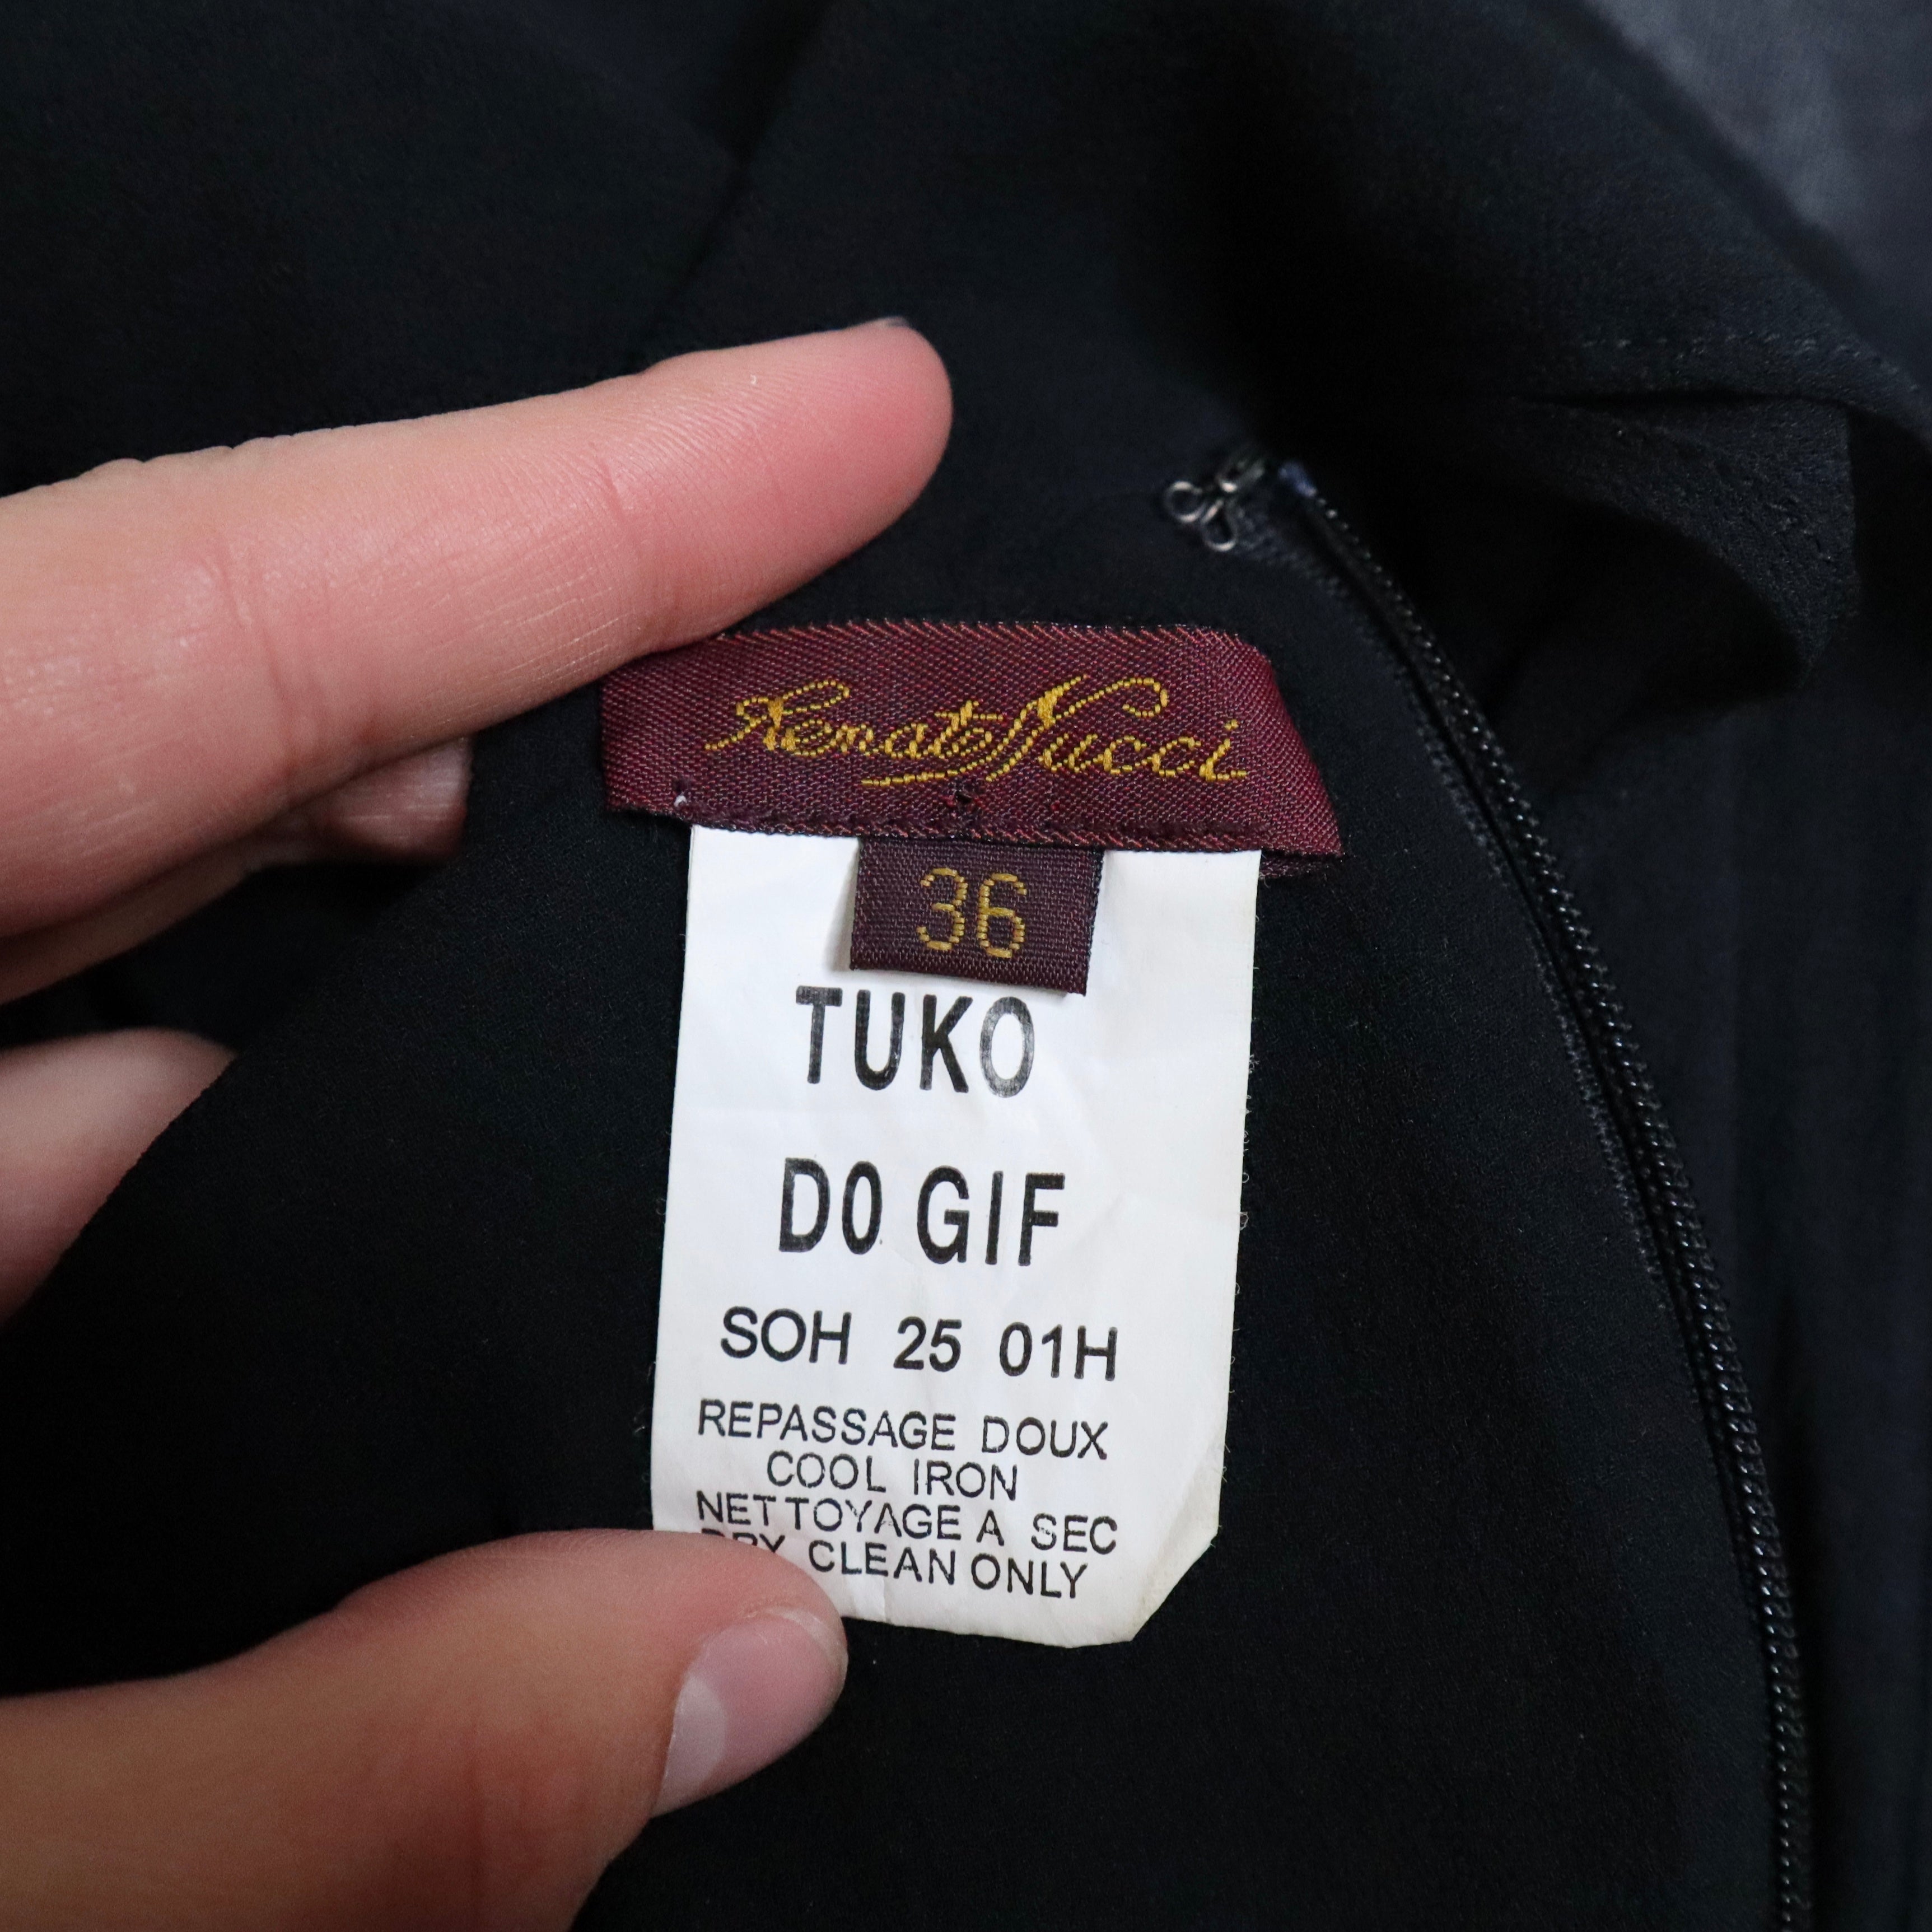 Renato Nucci
36
TUKO
D0 GIF
SOH 25 01H
REPASSAGE DOUX
COOL IRON
NETTOYAGE A SEC
DRY CLEAN ONLY